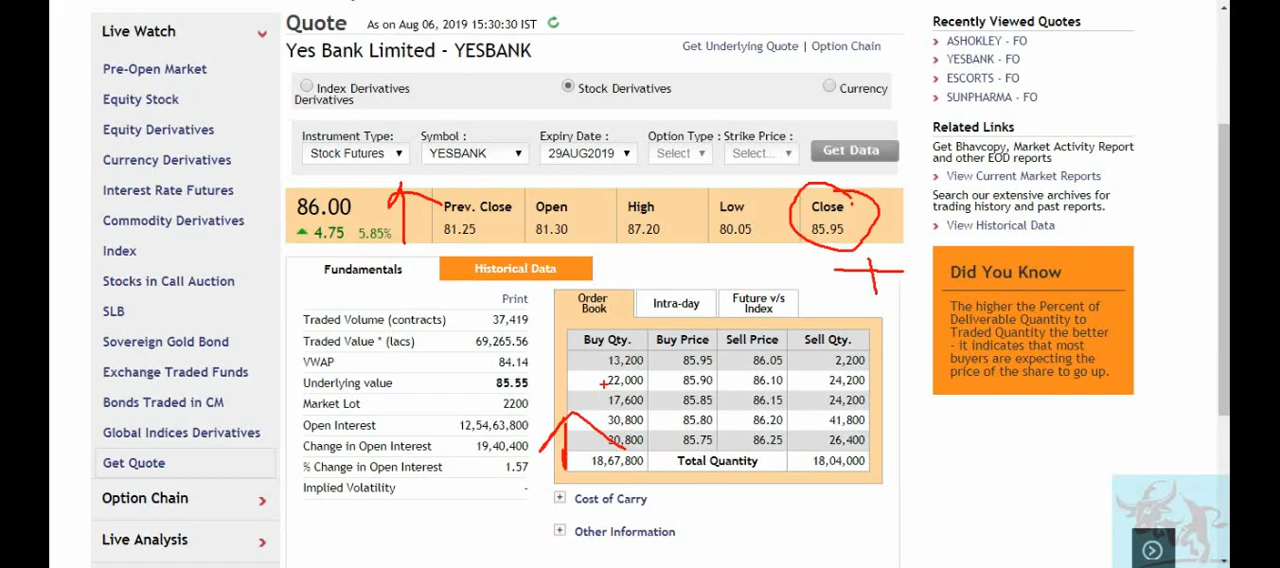 Live Watch
Pre-Open Market
Equity Stock
Equity Derivatives
Currency Derivatives
Interest Rate Futures
Commodity Derivatives
Index
Stocks in Call Auction
SLB
Sovereign Gold Bond
Exchange Traded Funds
Bonds Traded in CM
Global Indices Derivatives
Get Quote
Option Chain
Live Analysis
Quote As on Aug 06, 2019 15:30:30 IST
Yes Bank Limited - YESBANK
Get Underlying Quote | Option Chain
Index Derivatives Stock Derivatives Currency
Derivatives
Instrument Type: Symbol : Expiry Date : Option Type : Strike Price :
Stock Futures YESBANK 29AUG2019 Select Select... Get Data
86.00 Prev. Close Open High Low Close
4.75 5.85% 81.25 81.30 87.20 80.05 85.95
Fundamentals Historical Data
Print
Traded Volume (contracts) 37,419
Traded Value * (lacs) 69,265.56
VWAP 84.14
Underlying value 85.55
Market Lot 2200
Open Interest 12,54,63,800
Change in Open Interest 19,40,400
% Change in Open Interest 1.57
Implied Volatility -
Order Book Intra-day Future v/s Index
Buy Qty. Buy Price Sell Price Sell Qty.
13,200 85.95 86.05 2,200
22,000 85.90 86.10 24,200
17,600 85.85 86.15 24,200
30,800 85.80 86.20 41,800
30,800 85.75 86.25 26,400
18,67,800 Total Quantity 18,04,000
+ Cost of Carry
+ Other Information
Recently Viewed Quotes
ASHOKLEY - FO
YESBANK - FO
ESCORTS - FO
SUNPHARMA - FO
Related Links
Get Bhavcopy, Market Activity Report
and other EOD reports
View Current Market Reports
Search our extensive archives for
trading history and past reports.
View Historical Data
Did You Know
The higher the Percent of
Deliverable Quantity to
Traded Quantity the better
- it indicates that most
buyers are expecting the
price of the share to go up.